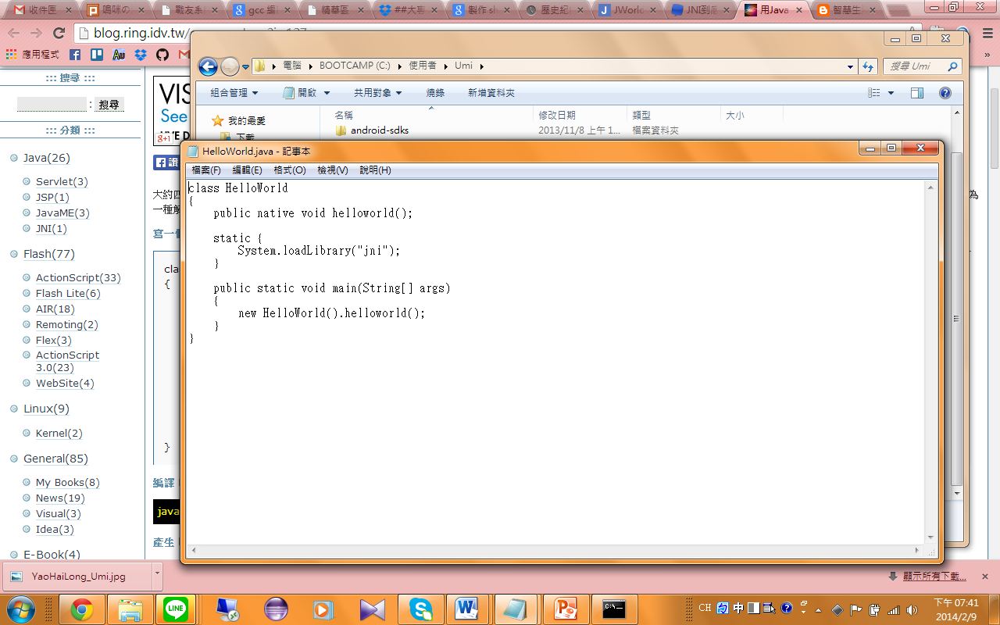 收件匣
戰友系
gcc 編
精華區
##大專
製作 sh
歷史紀
JWorl
JNI到底
用Java
智慧生
blog.ring.idv.tw/
應用程式
電腦 BOOTCAMP (C:) 使用者 Umi
搜尋 Umi
組合管理 開啟 共用對象 燒錄 新增資料夾
我的最愛
下載
名稱 修改日期 類型 大小
android-sdks 2013/11/8 上午 1... 檔案資料夾
::: 搜尋 :::
: 搜尋
::: 分類 :::
Java(26)
Servlet(3)
JSP(1)
JavaME(3)
JNI(1)
Flash(77)
ActionScript(33)
Flash Lite(6)
AIR(18)
Remoting(2)
Flex(3)
ActionScript
3.0(23)
WebSite(4)
Linux(9)
Kernel(2)
General(85)
My Books(8)
News(19)
Visual(3)
Idea(3)
E-Book(4)
VIS
See
g+1
讚
大約四
為
一種解
寫一個
clas
{
}
編譯
java
產生
HelloWorld.java - 記事本
檔案(F) 編輯(E) 格式(O) 檢視(V) 說明(H)
class HelloWorld
{
    public native void helloworld();
    static {
        System.loadLibrary("jni");
    }
    public static void main(String[] args)
    {
        new HelloWorld().helloworld();
    }
}
YaoHaiLong_Umi.jpg
顯示所有下載...
LINE
CH 中
下午 07:41
2014/2/9